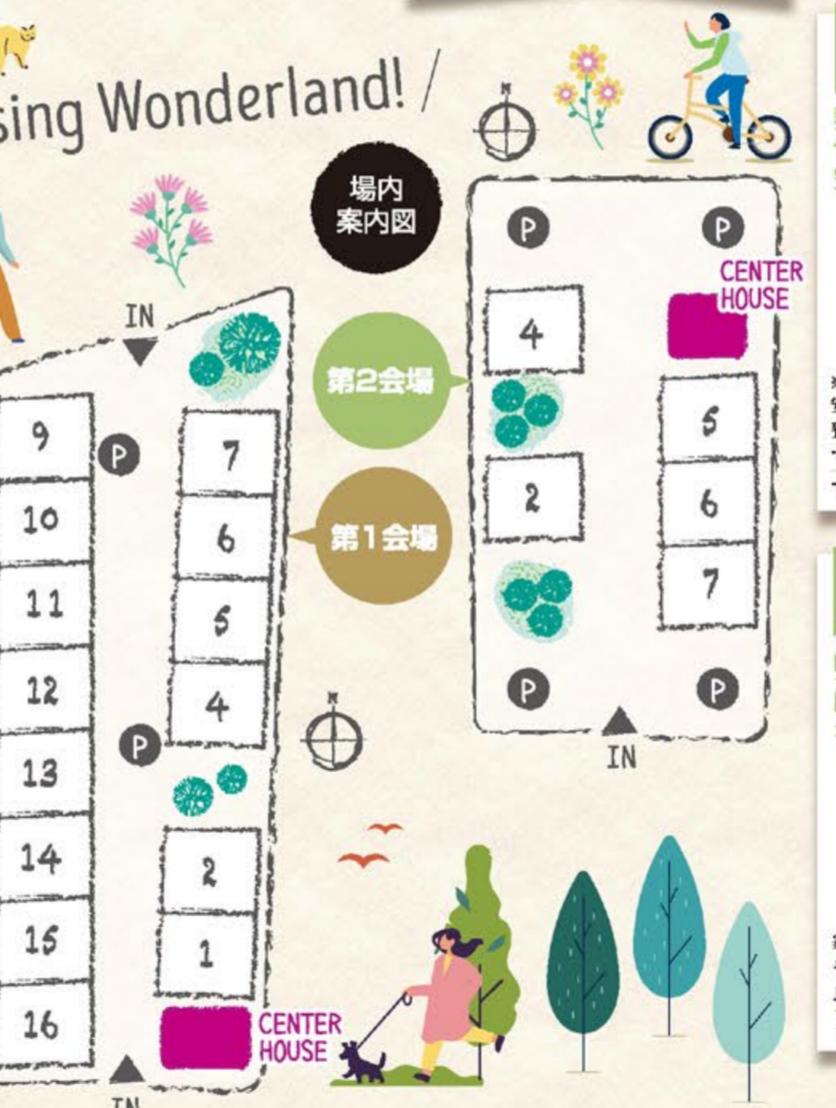 sing Wonderland!
N
場内
案内図
P
P
CENTER
HOUSE
4
第2会場
5
2
6
7
P
P
IN
IN
9
P
7
10
6
第1会場
11
5
12
4
N
P
13
14
2
15
1
16
CENTER
HOUSE
IN